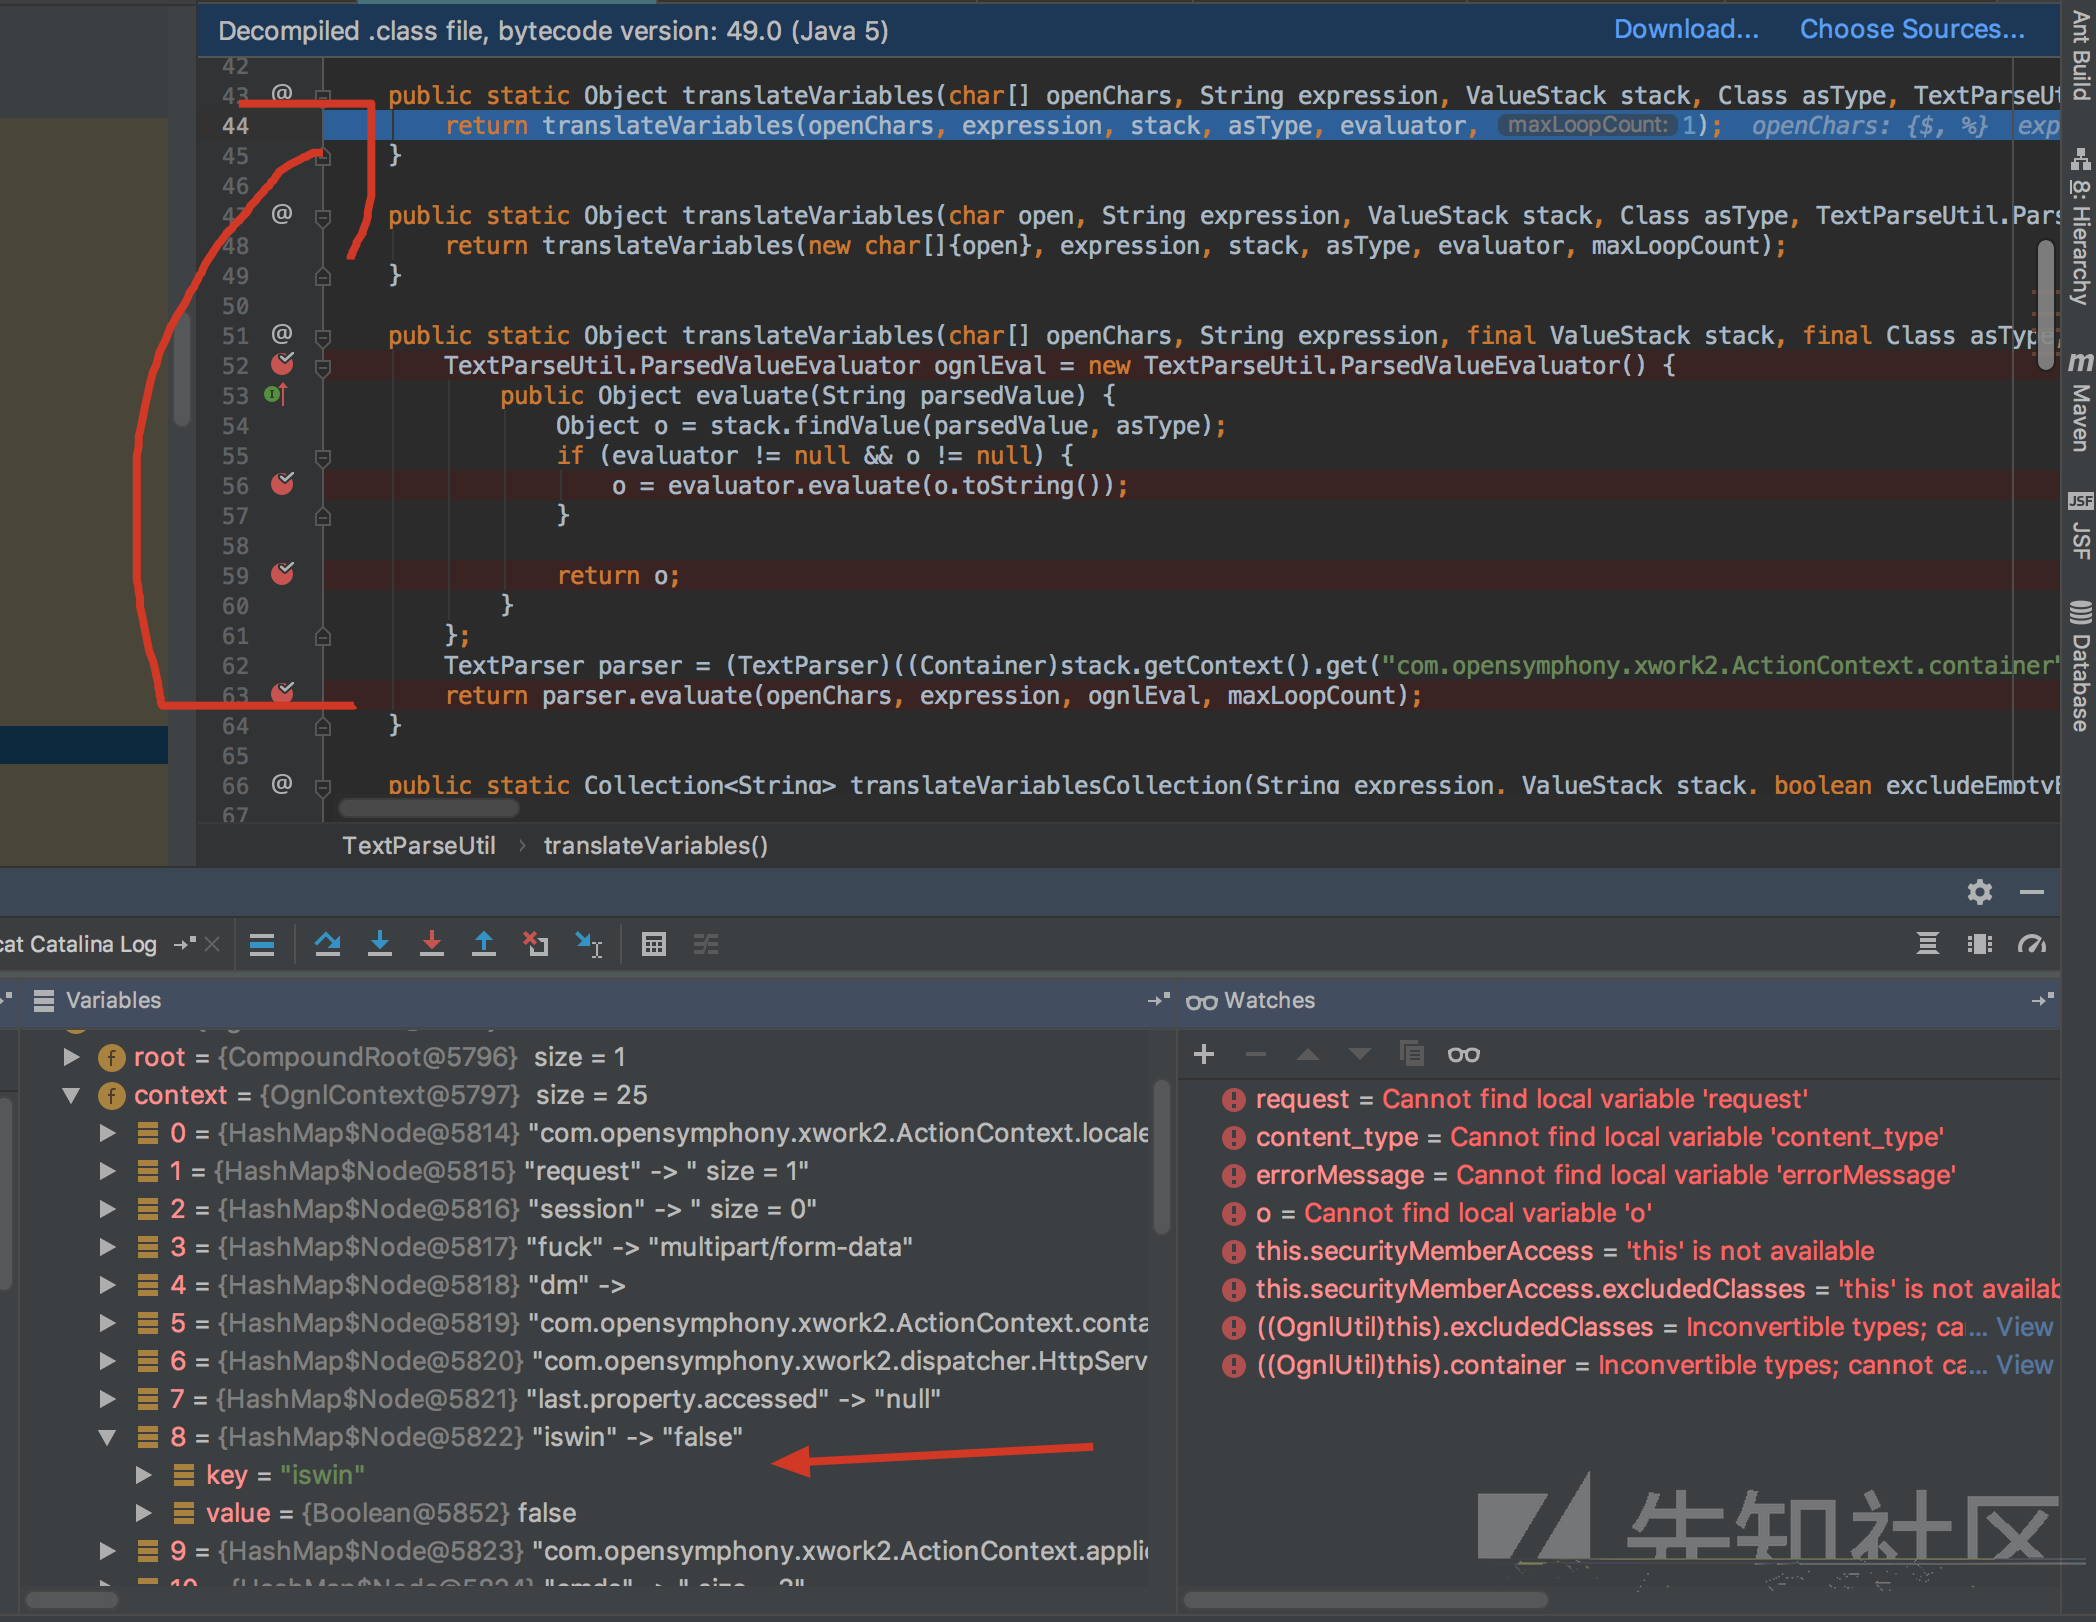 Decompiled .class file, bytecode version: 49.0 (Java 5) Download... Choose Sources...
42
43 @ public static Object translateVariables(char[] openChars, String expression, ValueStack stack, Class asType, TextParseUt
44 return translateVariables(openChars, expression, stack, asType, evaluator, maxLoopCount: 1); openChars: {$, %} exp
45 }
46
47 @ public static Object translateVariables(char open, String expression, ValueStack stack, Class asType, TextParseUtil.Pars
48 return translateVariables(new char[]{open}, expression, stack, asType, evaluator, maxLoopCount);
49 }
50
51 @ public static Object translateVariables(char[] openChars, String expression, final ValueStack stack, final Class asType,
52 TextParseUtil.ParsedValueEvaluator ognlEval = new TextParseUtil.ParsedValueEvaluator() {
53 public Object evaluate(String parsedValue) {
54 Object o = stack.findValue(parsedValue, asType);
55 if (evaluator != null && o != null) {
56 o = evaluator.evaluate(o.toString());
57 }
58
59 return o;
60 }
61 };
62 TextParser parser = (TextParser)((Container)stack.getContext().get("com.opensymphony.xwork2.ActionContext.container"
63 return parser.evaluate(openChars, expression, ognlEval, maxLoopCount);
64 }
65
66 @ public static Collection<String> translateVariablesCollection(String expression, ValueStack stack, boolean excludeEmptyE
67
TextParseUtil › translateVariables()
Ant Build
8: Hierarchy
m Maven
JSF JSF
Database
cat Catalina Log
Variables
root = {CompoundRoot@5796} size = 1
context = {OgnlContext@5797} size = 25
0 = {HashMap$Node@5814} "com.opensymphony.xwork2.ActionContext.locale
1 = {HashMap$Node@5815} "request" -> " size = 1"
2 = {HashMap$Node@5816} "session" -> " size = 0"
3 = {HashMap$Node@5817} "fuck" -> "multipart/form-data"
4 = {HashMap$Node@5818} "dm" ->
5 = {HashMap$Node@5819} "com.opensymphony.xwork2.ActionContext.conta
6 = {HashMap$Node@5820} "com.opensymphony.xwork2.dispatcher.HttpServ
7 = {HashMap$Node@5821} "last.property.accessed" -> "null"
8 = {HashMap$Node@5822} "iswin" -> "false"
key = "iswin"
value = {Boolean@5852} false
9 = {HashMap$Node@5823} "com.opensymphony.xwork2.ActionContext.applic
10 = {HashMap$Node@5824} "cmds" -> " size = 3"
Watches
request = Cannot find local variable 'request'
content_type = Cannot find local variable 'content_type'
errorMessage = Cannot find local variable 'errorMessage'
o = Cannot find local variable 'o'
this.securityMemberAccess = 'this' is not available
this.securityMemberAccess.excludedClasses = 'this' is not availab
((OgnlUtil)this).excludedClasses = Inconvertible types; ca... View
((OgnlUtil)this).container = Inconvertible types; cannot ca... View
先知社区